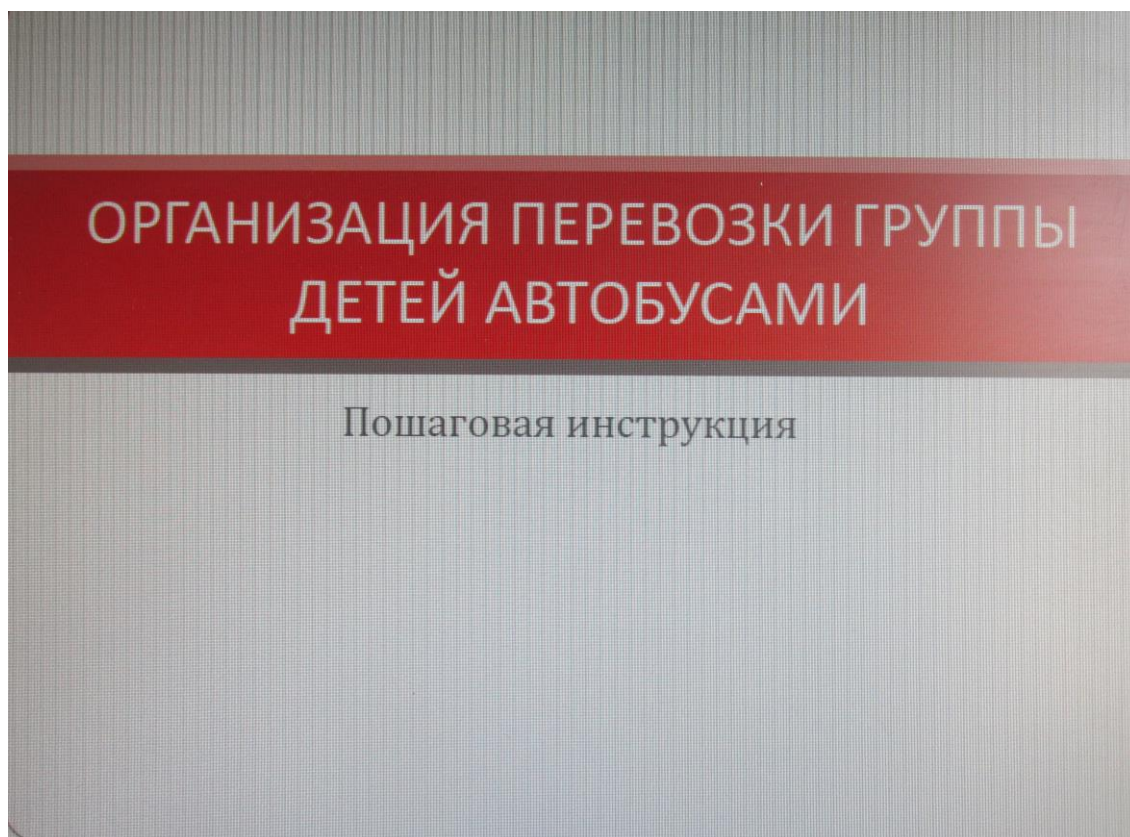 ОРГАНИЗАЦИЯ ПЕРЕВОЗКИ ГРУППЫ
ДЕТЕЙ АВТОБУСАМИ
Пошаговая инструкция